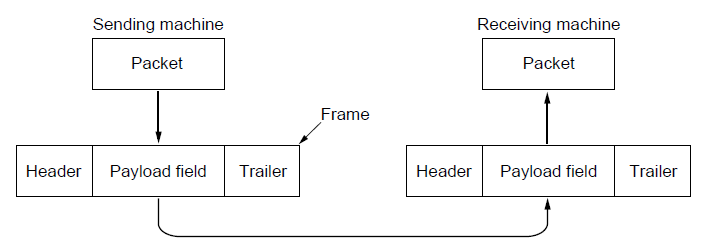 Sending machine
Receiving machine
Packet
Packet
Frame
Header
Payload field
Trailer
Header
Payload field
Trailer